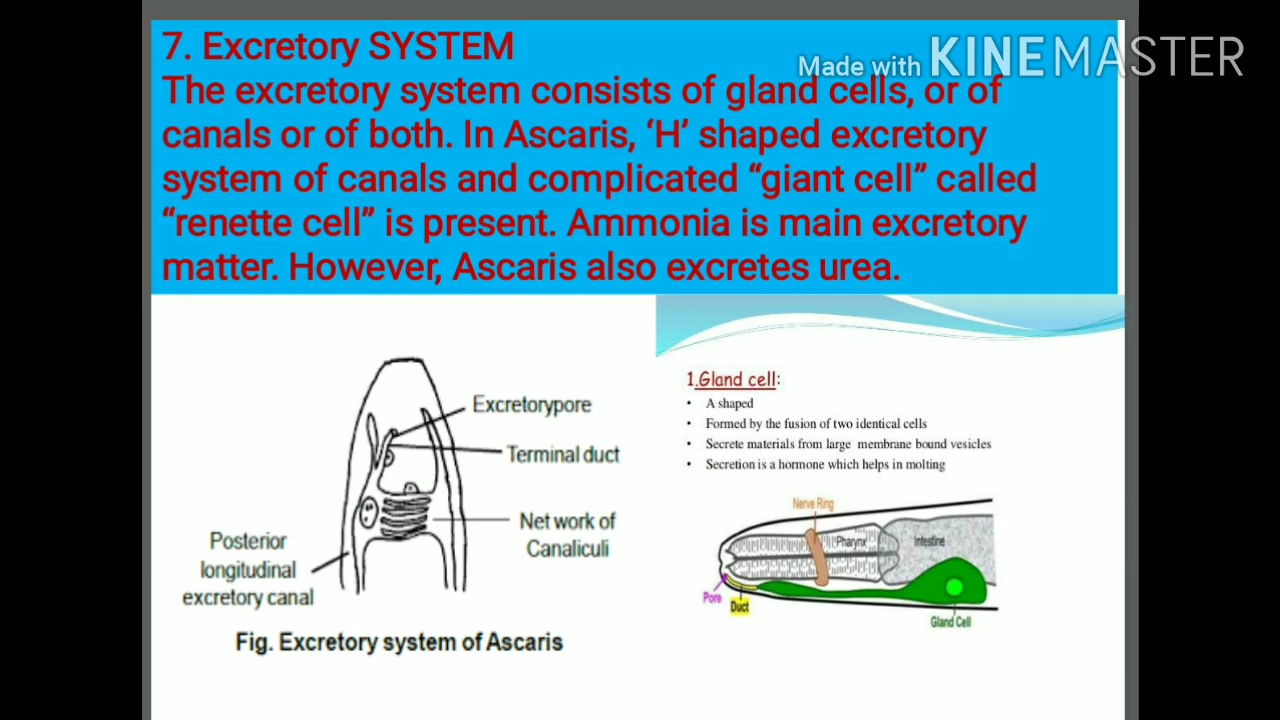 7. Excretory SYSTEM
Made with KINEMASTER
The excretory system consists of gland cells, or of
canals or of both. In Ascaris, ‘H’ shaped excretory
system of canals and complicated “giant cell” called
“renette cell” is present. Ammonia is main excretory
matter. However, Ascaris also excretes urea.
Excretorypore
Terminal duct
Net work of
Canaliculi
Posterior
longitudinal
excretory canal
Fig. Excretory system of Ascaris
1.Gland cell:
• A shaped
• Formed by the fusion of two identical cells
• Secrete materials from large membrane bound vesicles
• Secretion is a hormone which helps in molting
Nerve Ring
Pharynx
Intestine
Pore
Duct
Gland Cell